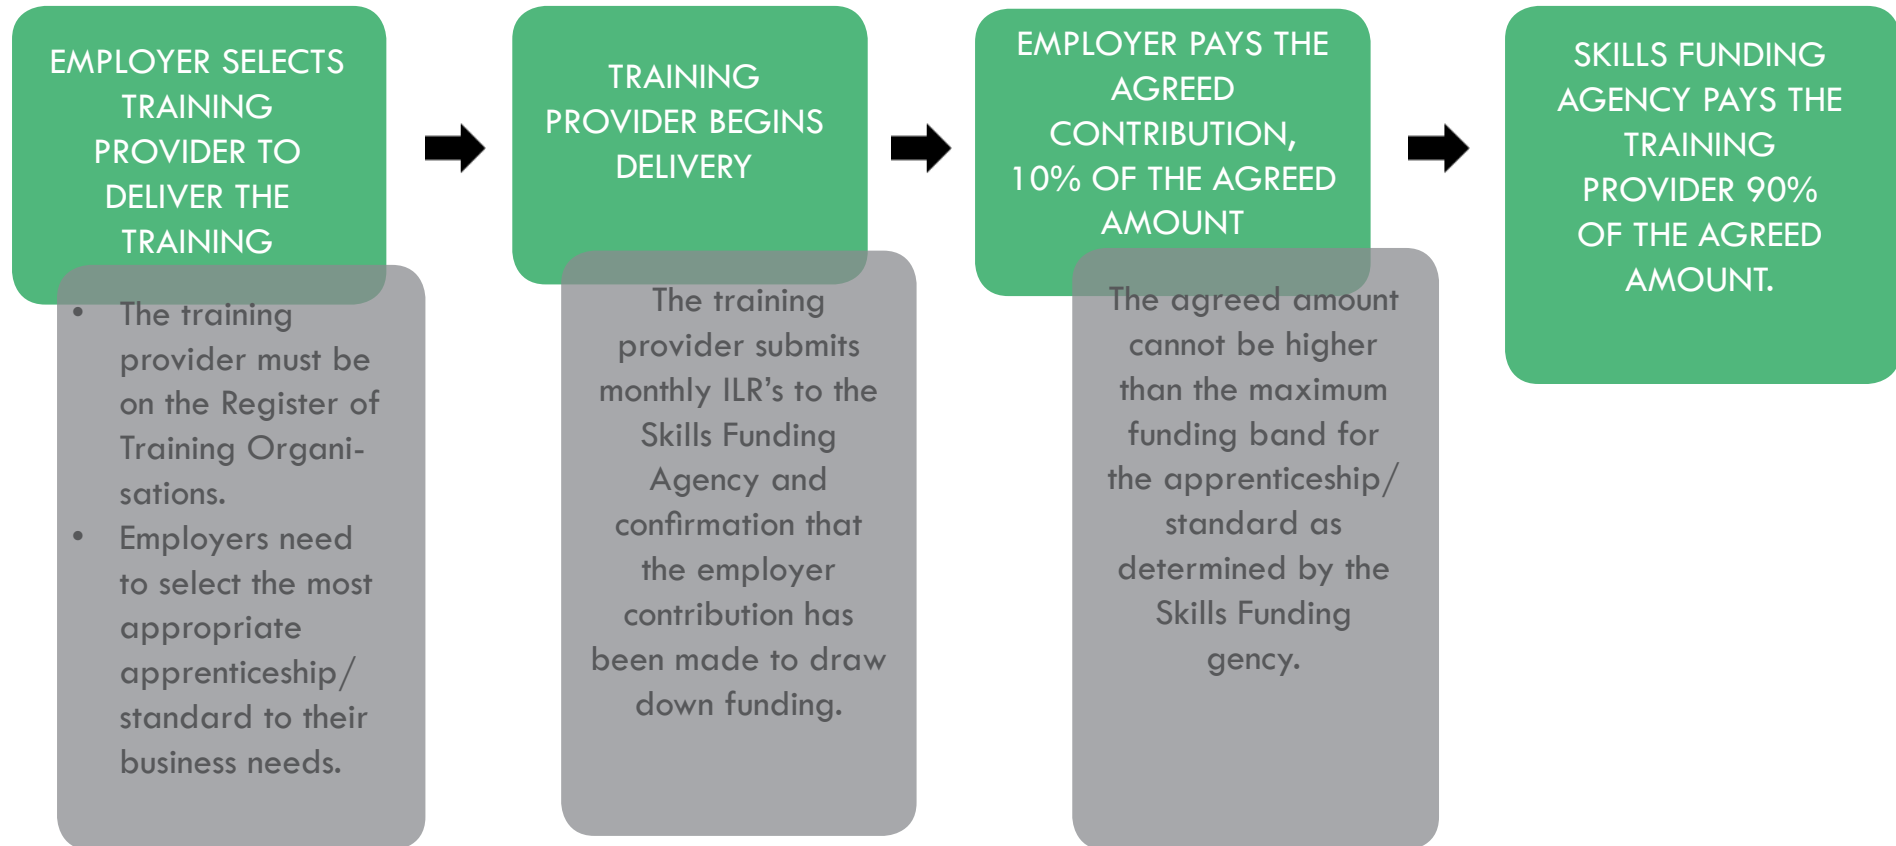 EMPLOYER SELECTS
TRAINING
PROVIDER TO
DELIVER THE
TRAINING
• The training
provider must be
on the Register of
Training Organi-
sations.
• Employers need
to select the most
appropriate
apprenticeship/
standard to their
business needs.
TRAINING
PROVIDER BEGINS
DELIVERY
The training
provider submits
monthly ILR’s to the
Skills Funding
Agency and
confirmation that
the employer
contribution has
been made to draw
down funding.
EMPLOYER PAYS THE
AGREED
CONTRIBUTION,
10% OF THE AGREED
AMOUNT
The agreed amount
cannot be higher
than the maximum
funding band for
the apprenticeship/
standard as
determined by the
Skills Funding
gency.
SKILLS FUNDING
AGENCY PAYS THE
TRAINING
PROVIDER 90%
OF THE AGREED
AMOUNT.